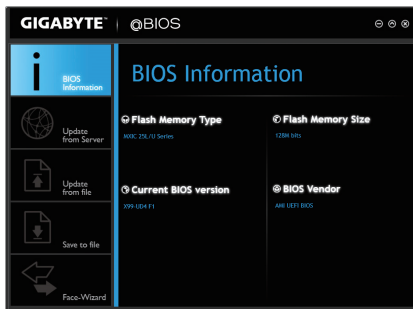 GIGABYTE™ @BIOS
BIOS Information
BIOS
Information
Update
from Server
Update
from file
Save to file
Face-Wizard
Flash Memory Type
MXIC 25L/U Series
Flash Memory Size
128M bits
Current BIOS version
X99-UD4 F1
BIOS Vendor
AMI UEFI BIOS